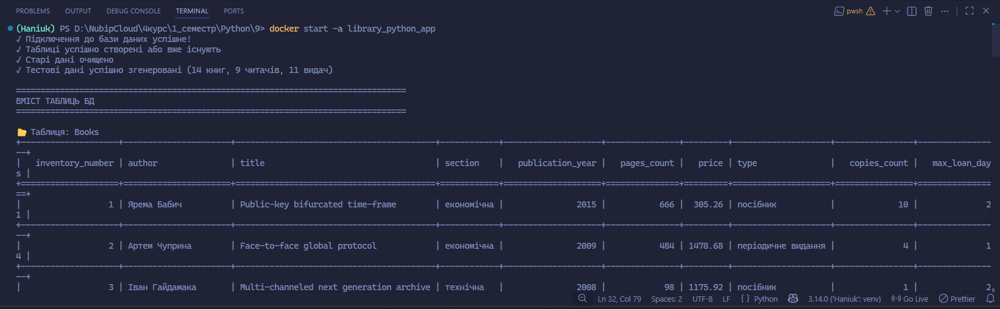 PROBLEMS OUTPUT DEBUG CONSOLE TERMINAL PORTS pwsh
(Haniuk) PS D:\NubipCloud\4курс\1_семестр\Python\9> docker start -a library_python_app
✓ Підключення до бази даних успішне!
✓ Таблиці успішно створені або вже існують
✓ Старі дані очищено
✓ Тестові дані успішно згенеровані (14 книг, 9 читачів, 11 видач)
================================================================================
ВМІСТ ТАБЛИЦЬ БД
================================================================================
📂 Таблиця: Books
+--------------------+----------------------+-----------------------------------------+------------+--------------------+---------------+---------+--------------------+----------------+---------------
--+
| inventory_number | author | title | section | publication_year | pages_count | price | type | copies_count | max_loan_day
s |
+====================+======================+=========================================+============+====================+===============+=========+====================+================+===============
==+
| 1 | Ярема Бабич | Public-key bifurcated time-frame | економічна | 2015 | 666 | 305.26 | посібник | 10 | 2
1 |
+--------------------+----------------------+-----------------------------------------+------------+--------------------+---------------+---------+--------------------+----------------+---------------
--+
| 2 | Артем Чуприна | Face-to-face global protocol | економічна | 2009 | 484 | 1478.68 | періодичне видання | 4 | 1
4 |
+--------------------+----------------------+-----------------------------------------+------------+--------------------+---------------+---------+--------------------+----------------+---------------
--+
| 3 | Іван Гайдамака | Multi-channeled next generation archive | технічна | 2008 | 98 | 1175.92 | посібник | 1 | 2
Ln 32, Col 79 Spaces: 2 UTF-8 LF { } Python 3.14.0 ('Haniuk': venv) Go Live Prettier